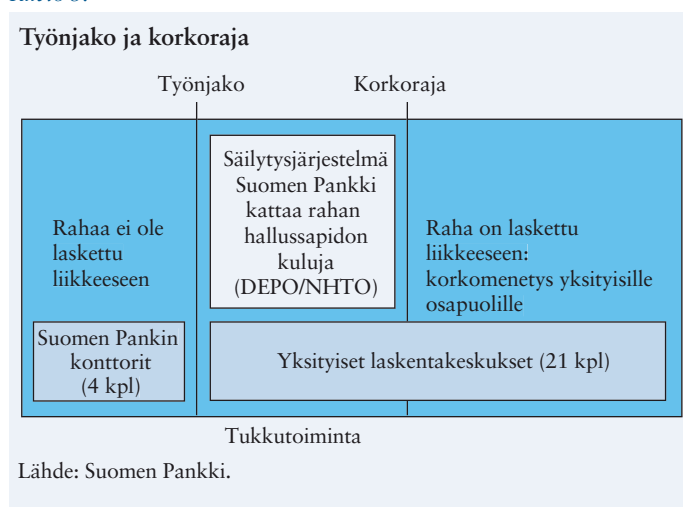 Työnjako ja korkoraja
Työnjako
Korkoraja
Rahaa ei ole
laskettu
liikkeeseen
Säilytysjärjestelmä
Suomen Pankki
kattaa rahan
hallussapidon
kuluja
(DEPO/NHTO)
Raha on laskettu
liikkeeseen:
korkomenetys yksityisille
osapuolille
Suomen Pankin
konttorit
(4 kpl)
Yksityiset laskentakeskukset (21 kpl)
Tukkutoiminta
Lähde: Suomen Pankki.